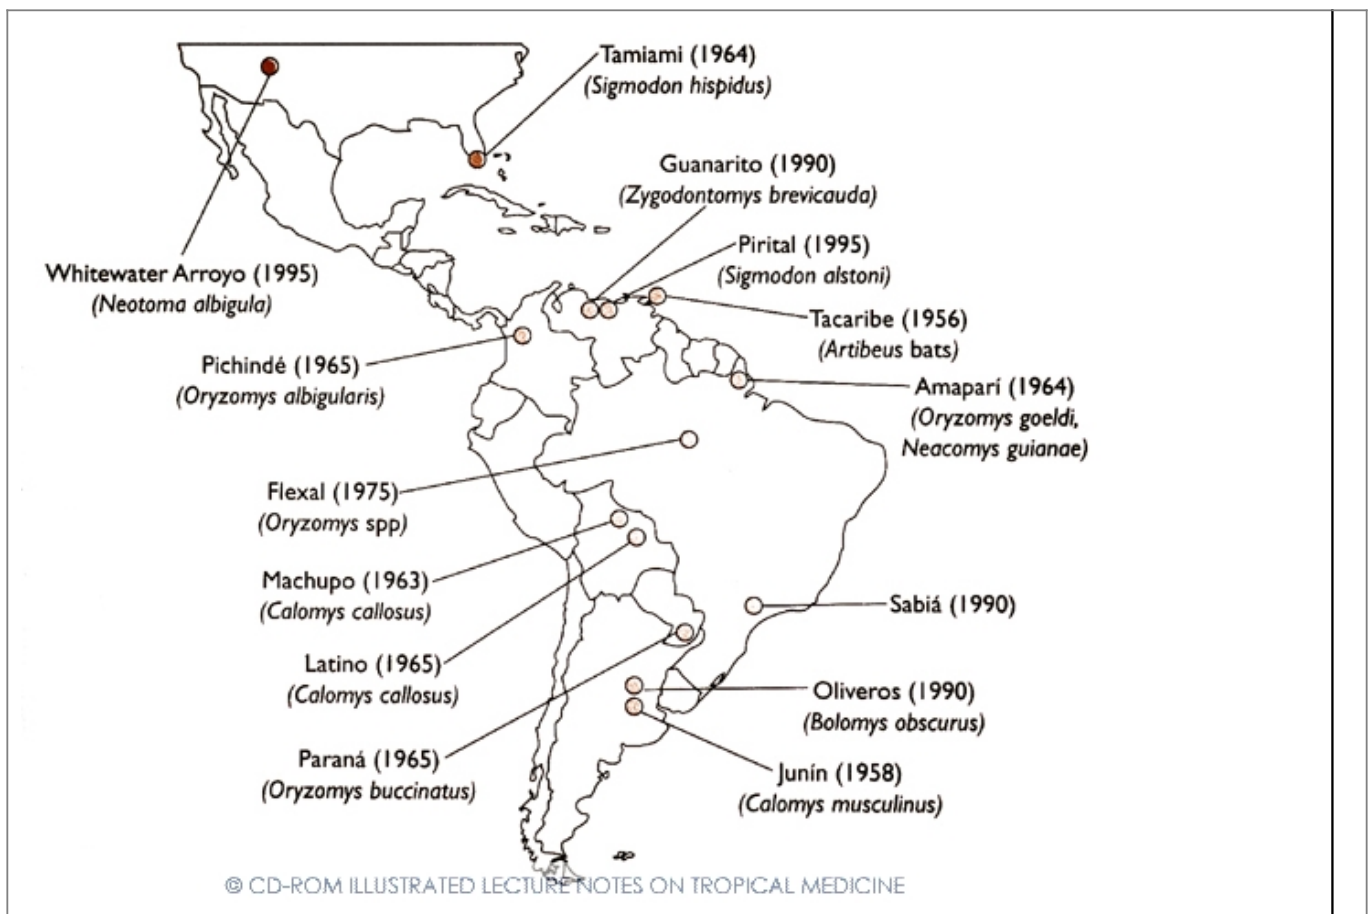 Tamiami (1964)
(Sigmodon hispidus)
Guanarito (1990)
(Zygodontomys brevicauda)
Pirital (1995)
(Sigmodon alstoni)
Whitewater Arroyo (1995)
(Neotoma albigula)
Tacaribe (1956)
(Artibeus bats)
Pichindé (1965)
(Oryzomys albigularis)
Amaparí (1964)
(Oryzomys goeldi,
Neacomys guianae)
Flexal (1975)
(Oryzomys spp)
Machupo (1963)
(Calomys callosus)
Sabiá (1990)
Latino (1965)
(Calomys callosus)
Oliveros (1990)
(Bolomys obscurus)
Paraná (1965)
(Oryzomys buccinatus)
Junín (1958)
(Calomys musculinus)
© CD-ROM ILLUSTRATED LECTURE NOTES ON TROPICAL MEDICINE